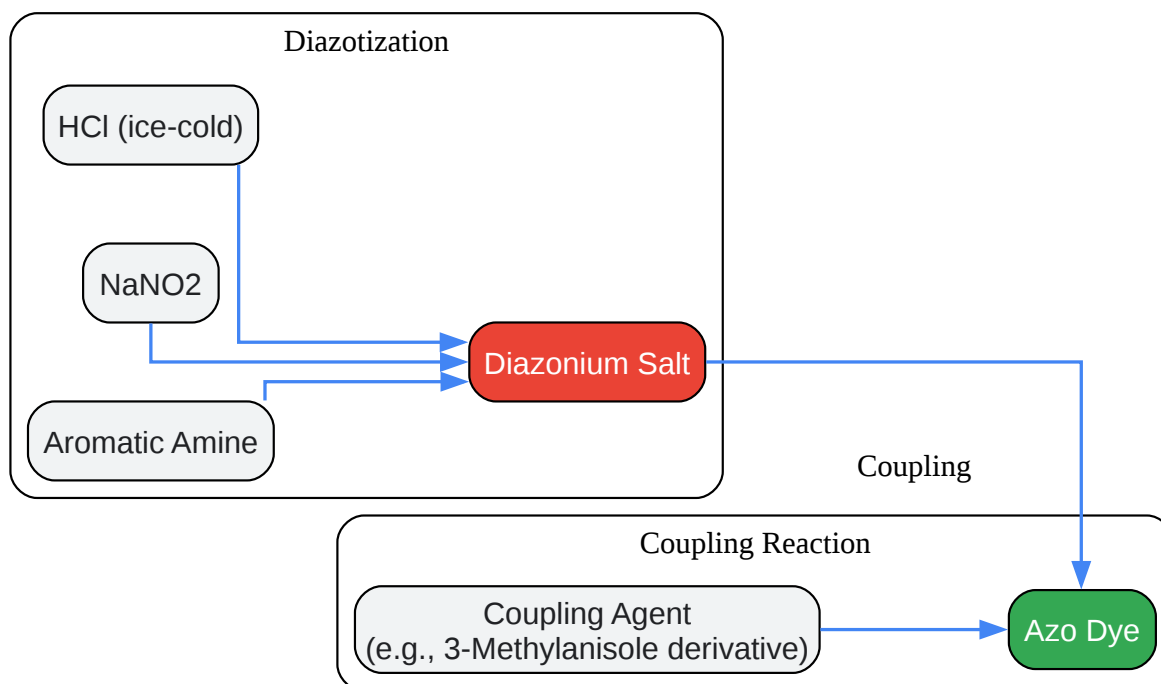 Diazotization
HCl (ice-cold)
NaNO2
Diazonium Salt
Aromatic Amine
Coupling
Coupling Reaction
Coupling Agent
(e.g., 3-Methylanisole derivative)
Azo Dye